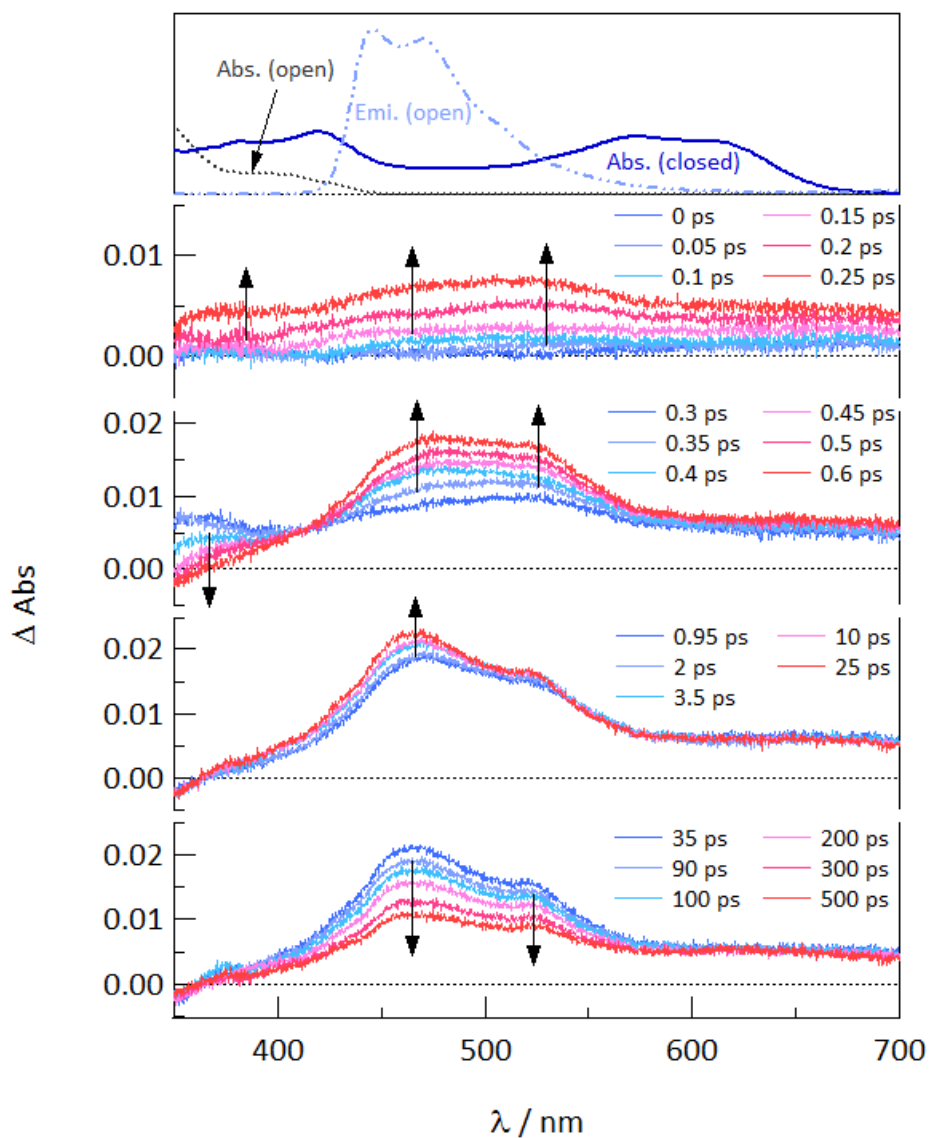 Abs. (open)
Emi. (open)
Abs. (closed)
0 ps 0.15 ps
0.05 ps 0.2 ps
0.1 ps 0.25 ps
0.01
0.00
0.3 ps 0.45 ps
0.35 ps 0.5 ps
0.4 ps 0.6 ps
0.02
0.01
0.00
Δ Abs
0.95 ps 10 ps
2 ps 25 ps
3.5 ps
0.02
0.01
0.00
35 ps 200 ps
90 ps 300 ps
100 ps 500 ps
0.02
0.01
0.00
400 500 600 700
λ / nm